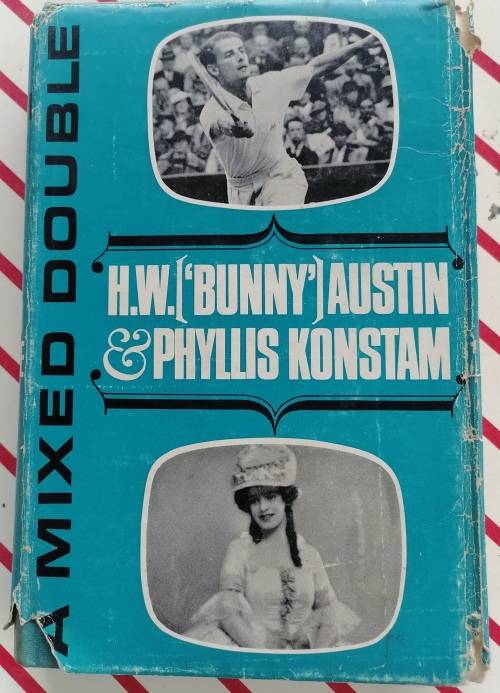 A MIXED DOUBLE
H.W.['BUNNY']AUSTIN
& PHYLLIS KONSTAM